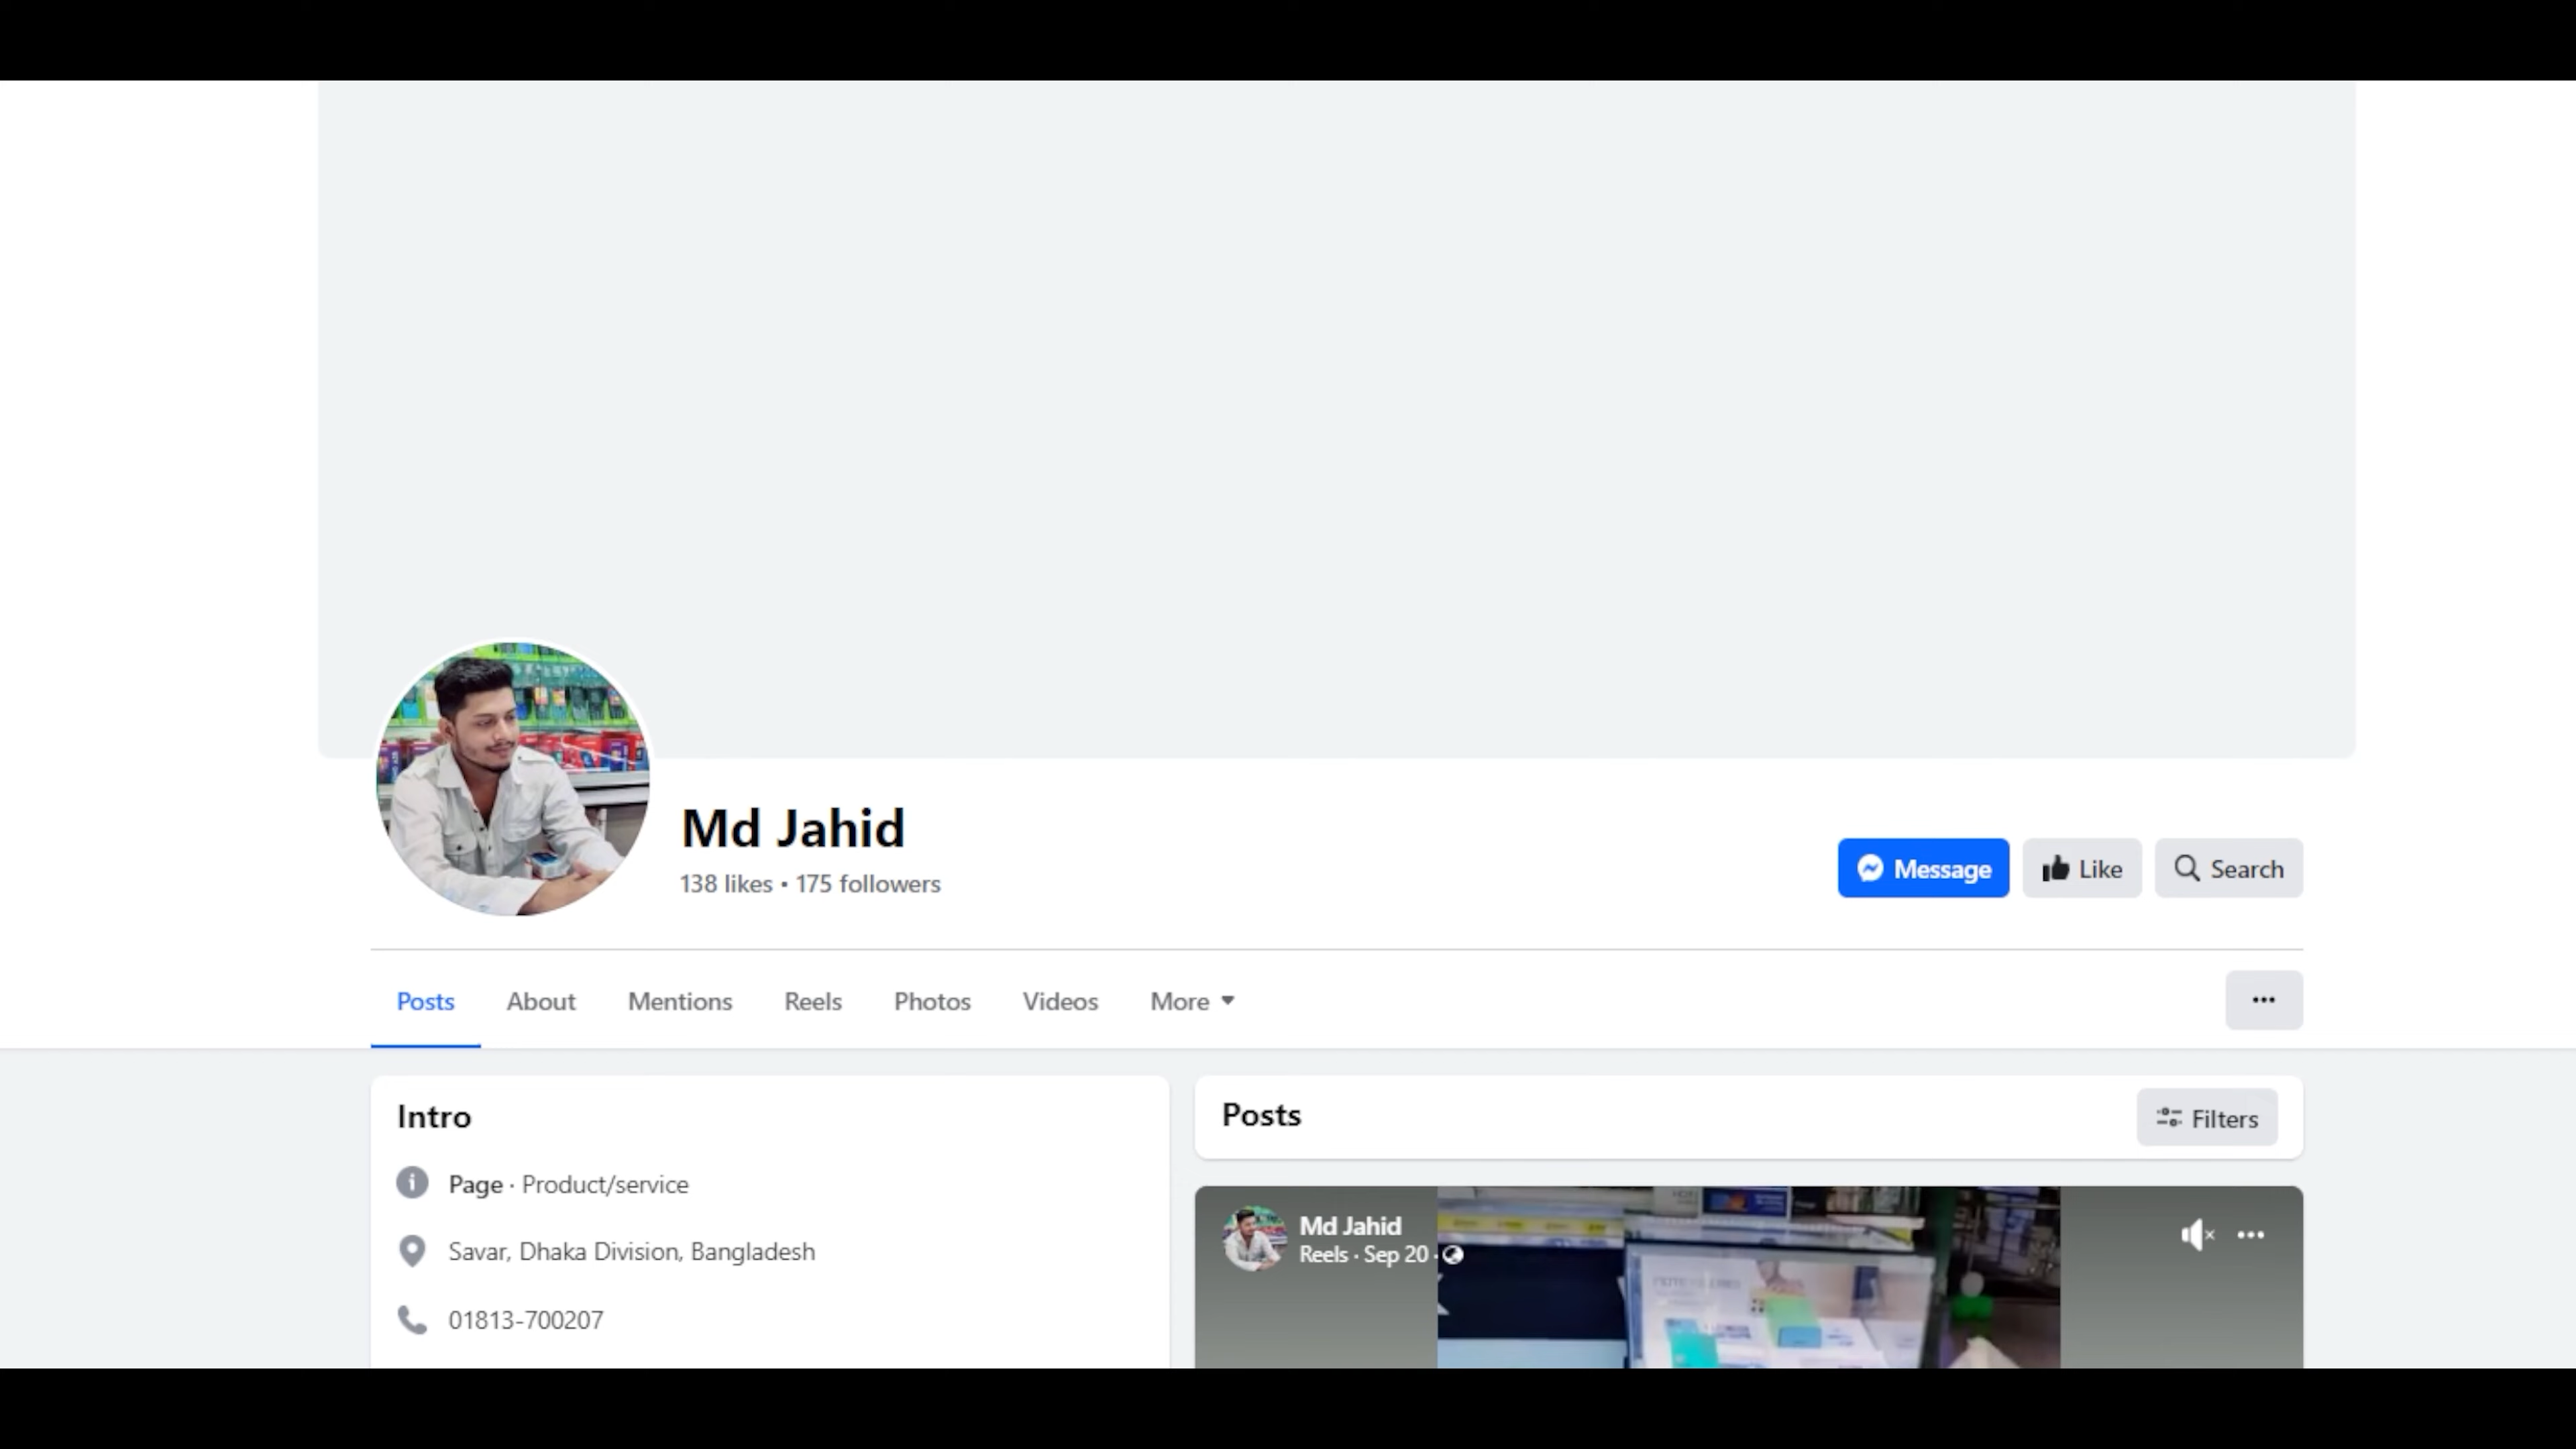 Md Jahid
138 likes • 175 followers
Message
Like
Search
Posts
About
Mentions
Reels
Photos
Videos
More
Intro
Page · Product/service
Savar, Dhaka Division, Bangladesh
01813-700207
Posts
Filters
Md Jahid
Reels · Sep 20 ·